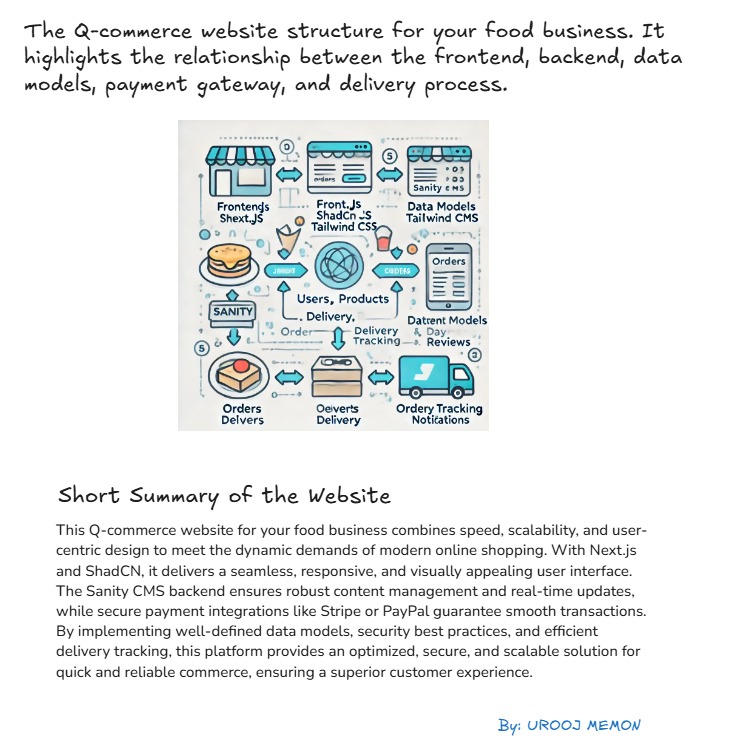 The Q-commerce website structure for your food business. It
highlights the relationship between the frontend, backend, data
models, payment gateway, and delivery process.
Sanity CMS
Frontends
Shext.JS
Front.Js
ShadCn JS
Tailwind CSS
Data Models
Tailwind CMS
Orders
Users, Products
Delivery,
SANITY
Order
Delivery
Tracking
Datrent Models
& Day
Reviews
Orders
Delvers
Oeiverts
Delivery
Ordery Tracking
Notitations
Short Summary of the Website
This Q-commerce website for your food business combines speed, scalability, and user-
centric design to meet the dynamic demands of modern online shopping. With Next.js
and ShadCN, it delivers a seamless, responsive, and visually appealing user interface.
The Sanity CMS backend ensures robust content management and real-time updates,
while secure payment integrations like Stripe or PayPal guarantee smooth transactions.
By implementing well-defined data models, security best practices, and efficient
delivery tracking, this platform provides an optimized, secure, and scalable solution for
quick and reliable commerce, ensuring a superior customer experience.
By: UROOJ MEMON